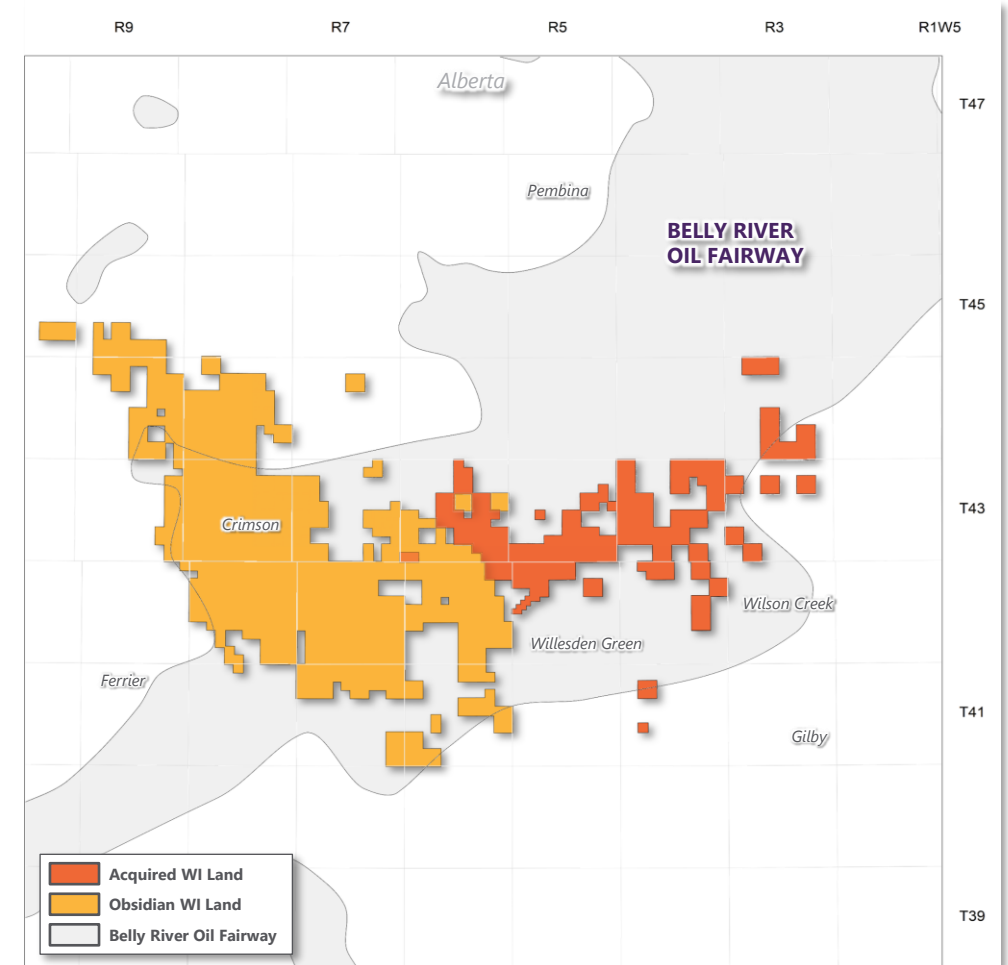 R9 R7 R5 R3 R1W5
Alberta
T47
Pembina
BELLY RIVER
OIL FAIRWAY
T45
T43
Crimson
Wilson Creek
Willesden Green
Ferrier
T41
Gilby
Acquired WI Land
Obsidian WI Land
Belly River Oil Fairway
T39